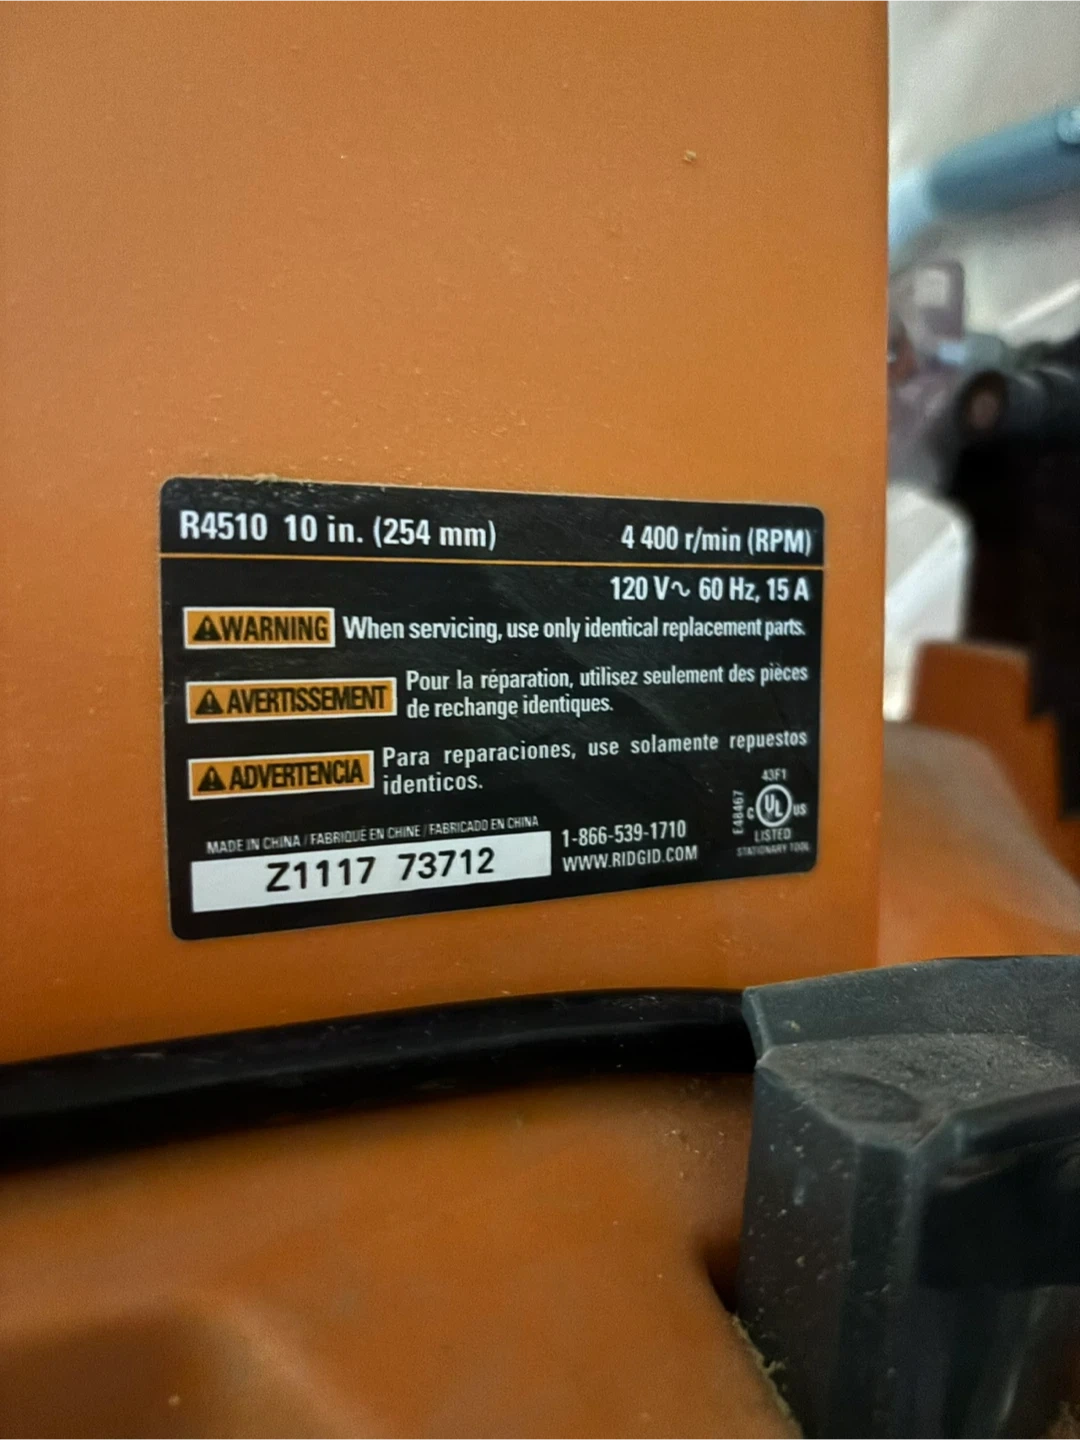 R4510 10 in. (254 mm)
4 400 r/min (RPM)
120 V~ 60 Hz, 15 A
WARNING When servicing, use only identical replacement parts.
AVERTISSEMENT Pour la réparation, utilisez seulement des pièces
de rechange identiques.
ADVERTENCIA Para reparaciones, use solamente repuestos
identicos.
MADE IN CHINA / FABRIQUÉ EN CHINE / FABRICADO EN CHINA
Z1117 73712
1-866-539-1710
WWW.RIDGID.COM
43F1
E48467
C UL US
LISTED
STATIONARY TOOL